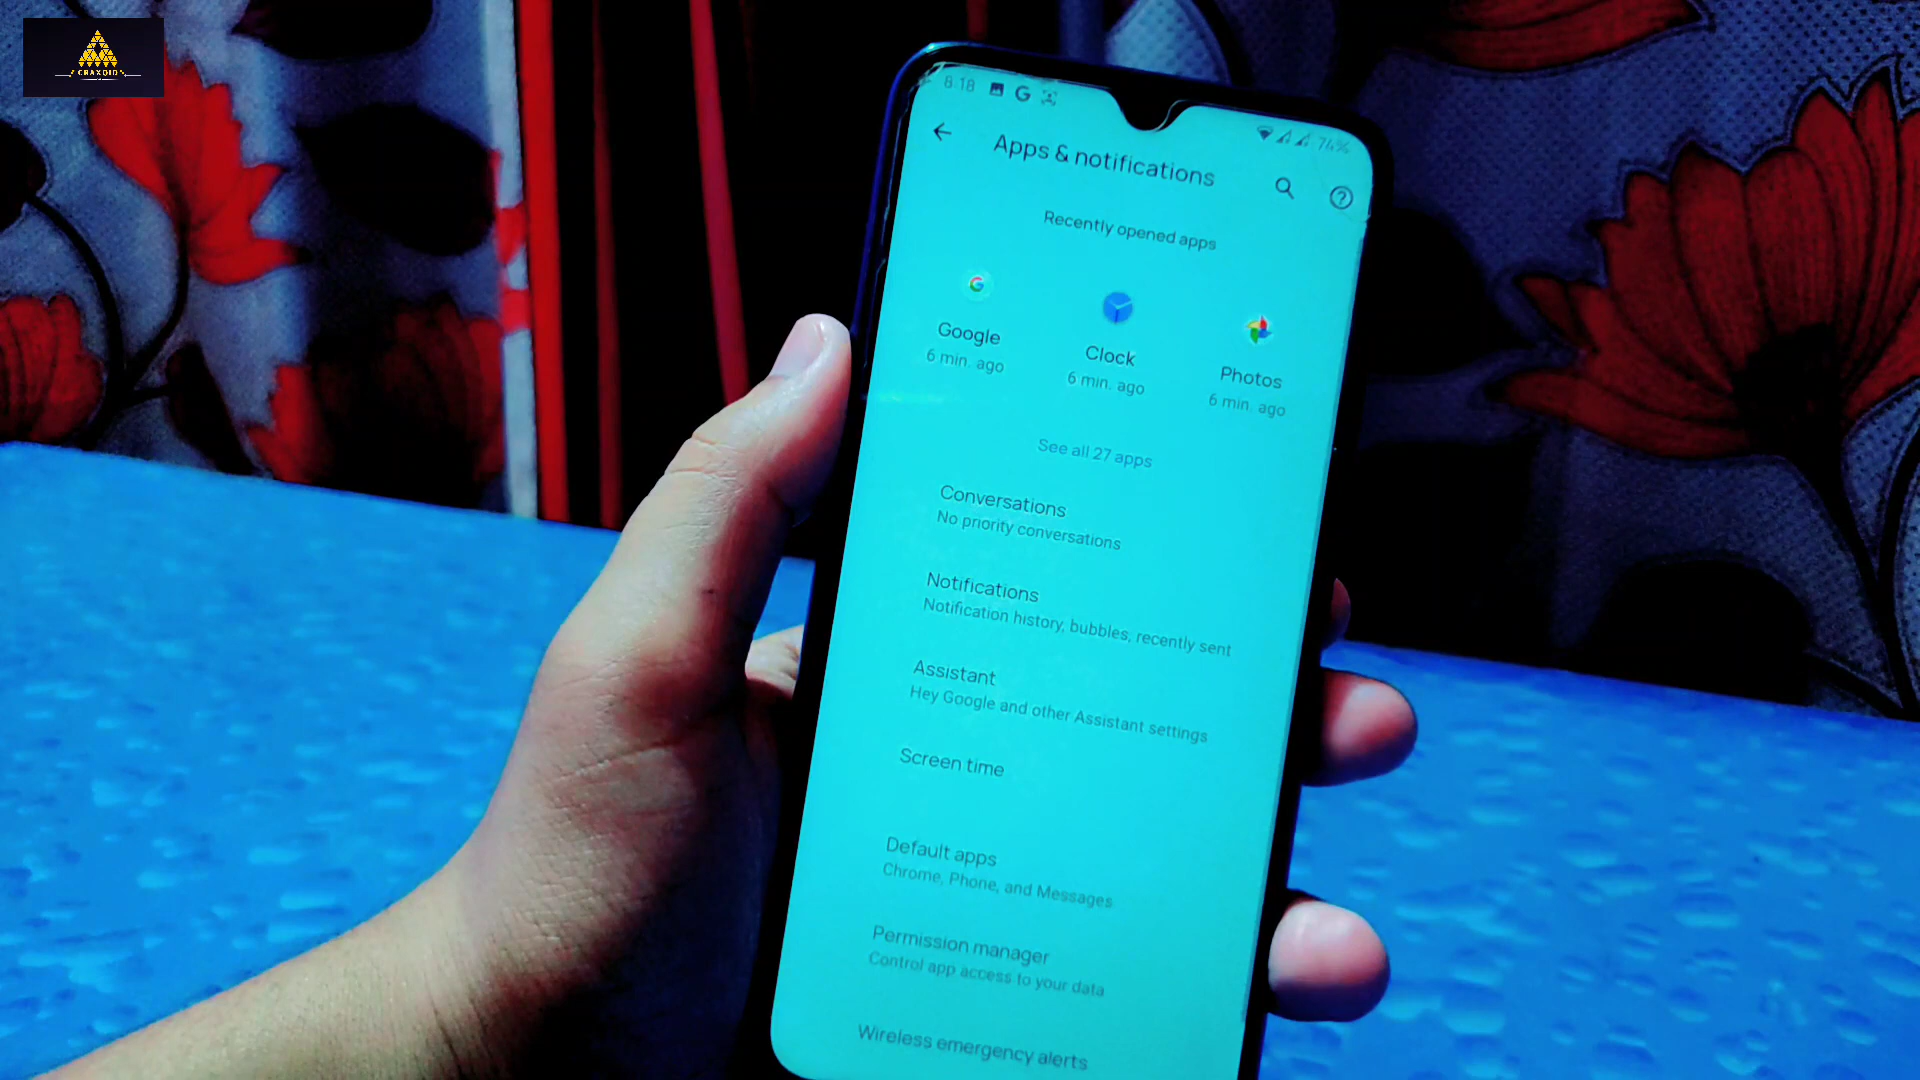 CRAXOID
8:18
74%
Apps & notifications
Recently opened apps
Google
6 min. ago
Clock
6 min. ago
Photos
6 min. ago
See all 27 apps
Conversations
No priority conversations
Notifications
Notification history, bubbles, recently sent
Assistant
Hey Google and other Assistant settings
Screen time
Default apps
Chrome, Phone, and Messages
Permission manager
Control app access to your data
Wireless emergency alerts